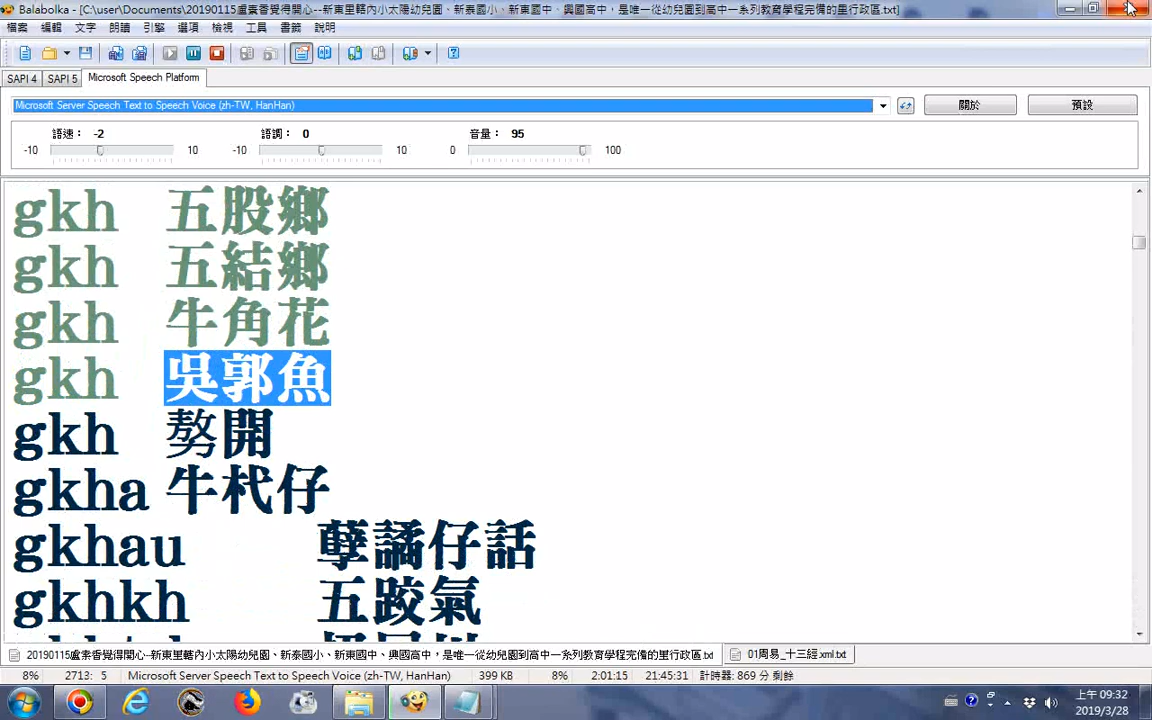 Balabolka - [C:\user\Documents\20190115盧素香覺得開心--新東里轄內小太陽幼兒園、新泰國小、新東國中、興國高中，是唯一從幼兒園到高中一系列教育學程完備的里行政區.txt]
檔案 編輯 文字 朗讀 引擎 選項 檢視 工具 書籤 說明
SAPI 4 SAPI 5 Microsoft Speech Platform
Microsoft Server Speech Text to Speech Voice (zh-TW, HanHan) 關於 預設
語速： -2 語調： 0 音量： 95
-10 10 -10 10 0 100
gkh 五股鄉
gkh 五結鄉
gkh 牛角花
gkh 吳郭魚
gkh 剺開
gkha 牛杙仔
gkhau 孽譎仔話
gkhkh 五跤氣
20190115盧素香覺得開心--新東里轄內小太陽幼兒園、新泰國小、新東國中、興國高中，是唯一從幼兒園到高中一系列教育學程完備的里行政區.txt 01周易_十三經.xml.txt
8% 2713: 5 Microsoft Server Speech Text to Speech Voice (zh-TW, HanHan) 399 KB 8% 2:01:15 21:45:31 計時器: 869 分 剩餘
上午 09:32
2019/3/28